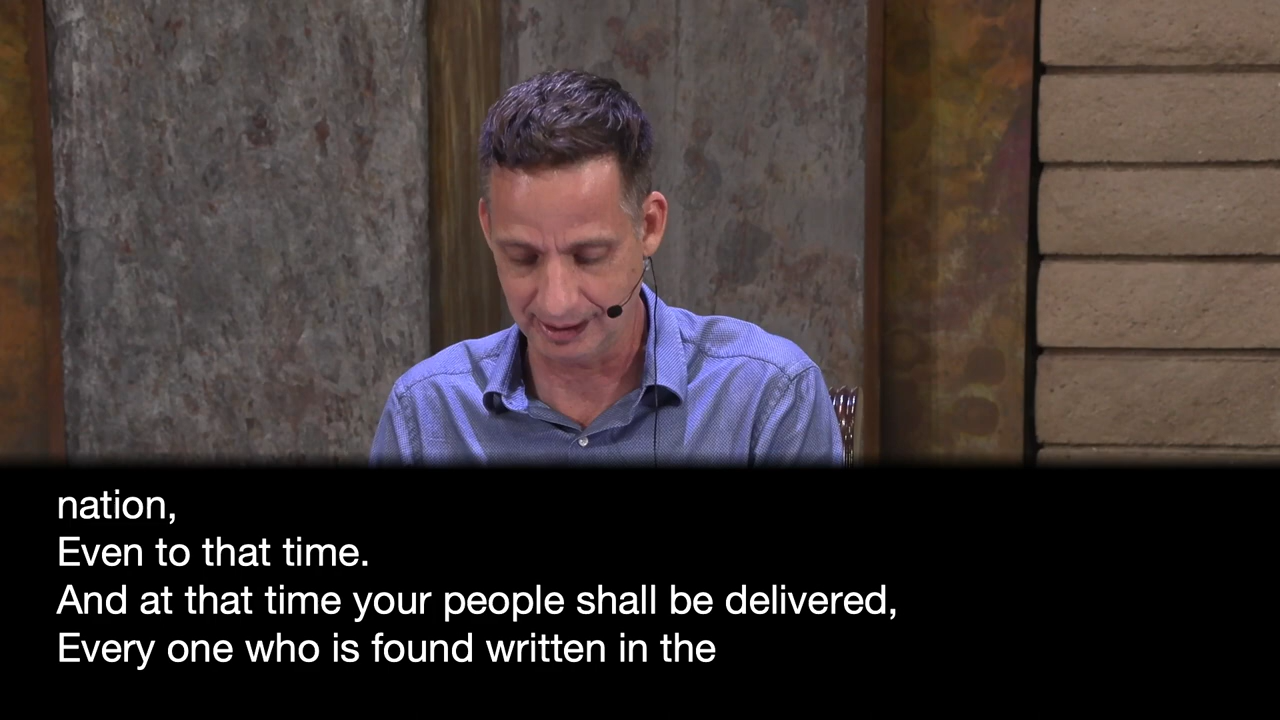 nation,
Even to that time.
And at that time your people shall be delivered,
Every one who is found written in the